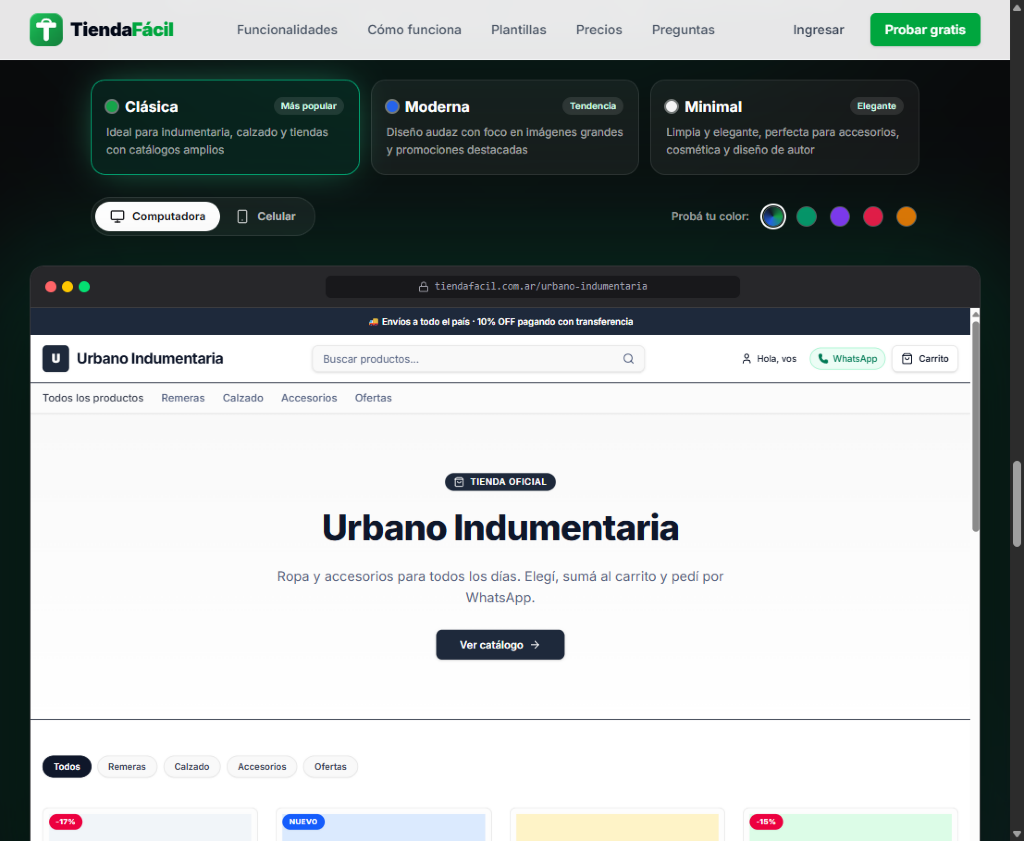 TiendaFácil
Funcionalidades
Cómo funciona
Plantillas
Precios
Preguntas
Ingresar
Probar gratis
Clásica
Más popular
Ideal para indumentaria, calzado y tiendas
con catálogos amplios
Moderna
Tendencia
Diseño audaz con foco en imágenes grandes
y promociones destacadas
Minimal
Elegante
Limpia y elegante, perfecta para accesorios,
cosmética y diseño de autor
Computadora
Celular
Probá tu color:
tiendafacil.com.ar/urbano-indumentaria
🚚 Envíos a todo el país · 10% OFF pagando con transferencia
U
Urbano Indumentaria
Buscar productos...
Hola, vos
WhatsApp
Carrito
Todos los productos
Remeras
Calzado
Accesorios
Ofertas
TIENDA OFICIAL
Urbano Indumentaria
Ropa y accesorios para todos los días. Elegí, sumá al carrito y pedí por
WhatsApp.
Ver catálogo →
Todos
Remeras
Calzado
Accesorios
Ofertas
-17%
NUEVO
-15%